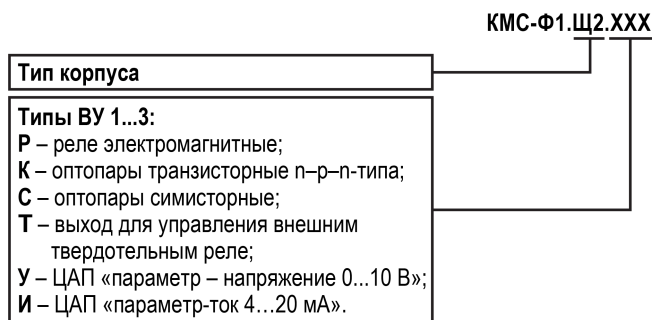 КМС-Ф1.Щ2.ХХХ
Тип корпуса
Типы ВУ 1...3:
Р – реле электромагнитные;
К – оптопары транзисторные n–p–n-типа;
С – оптопары симисторные;
Т – выход для управления внешним
твердотельным реле;
У – ЦАП «параметр – напряжение 0...10 В»;
И – ЦАП «параметр-ток 4...20 мА».